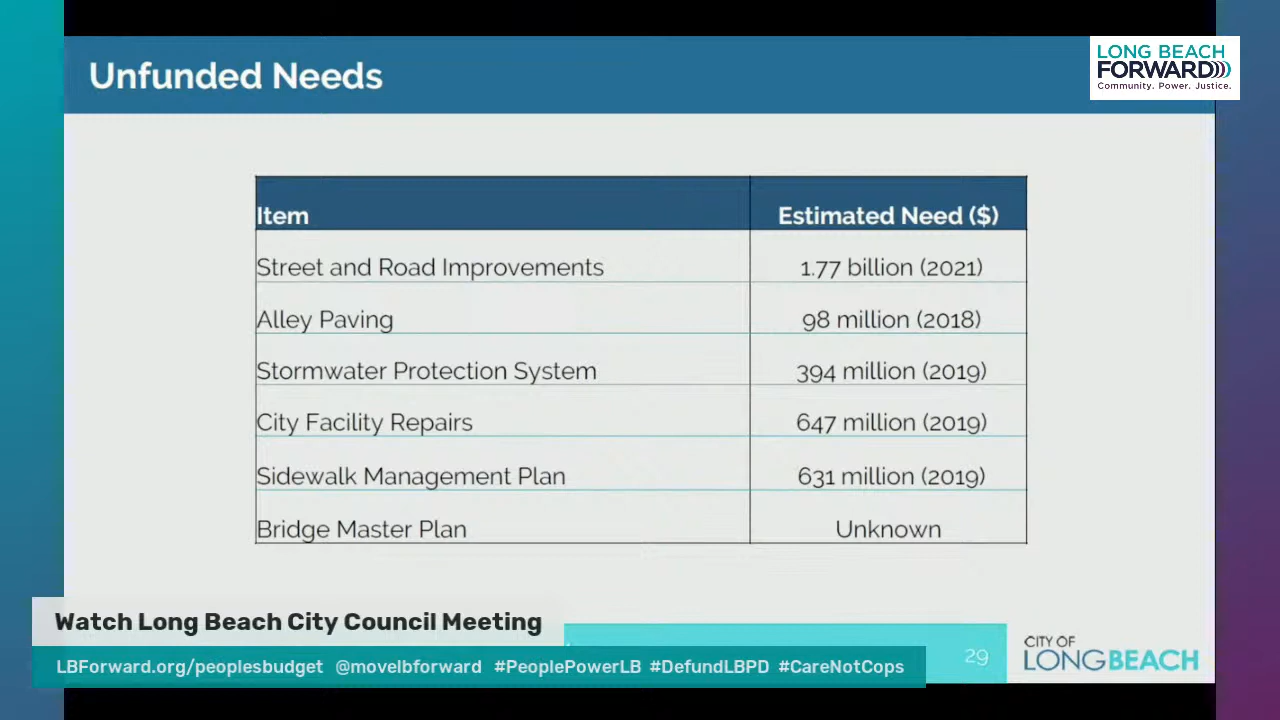 Unfunded Needs
LONG BEACH
FORWARD
Community. Power. Justice.
Item Estimated Need ($)
Street and Road Improvements 1.77 billion (2021)
Alley Paving 98 million (2018)
Stormwater Protection System 394 million (2019)
City Facility Repairs 647 million (2019)
Sidewalk Management Plan 631 million (2019)
Bridge Master Plan Unknown
Watch Long Beach City Council Meeting
LBForward.org/peoplesbudget @movelbforward #PeoplePowerLB #DefundLBPD #CareNotCops
29
CITY OF
LONGBEACH